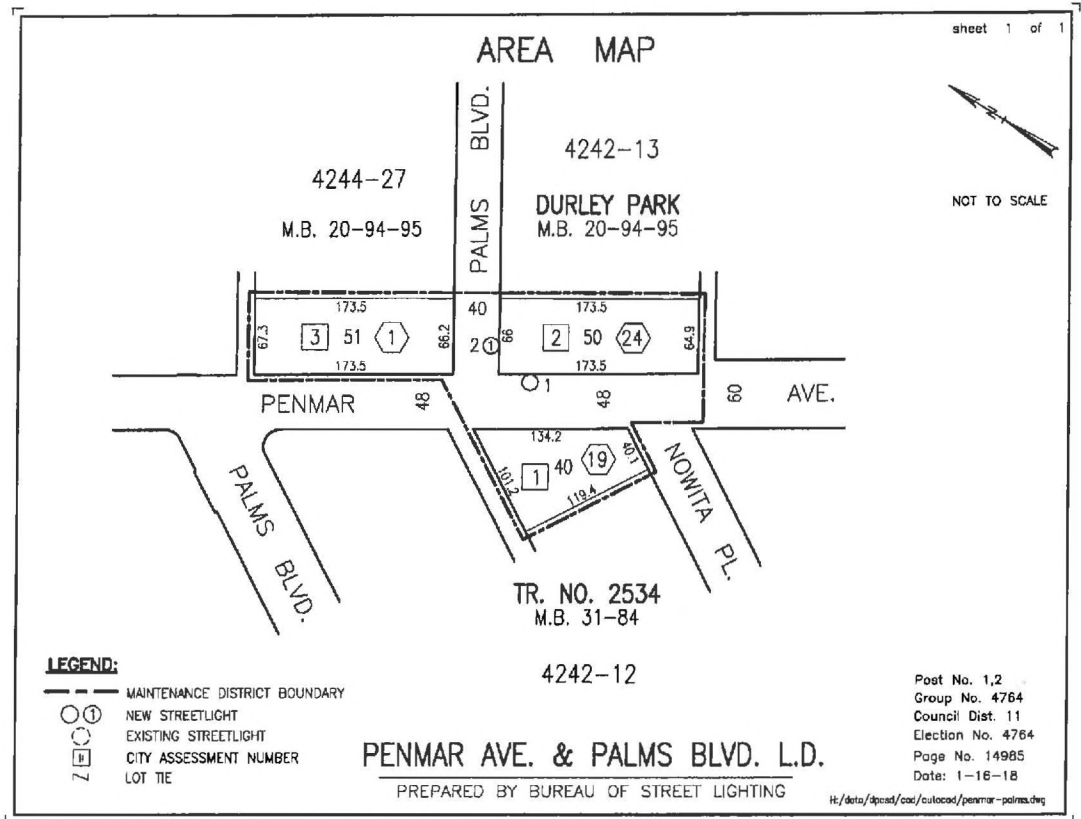 sheet 1 of 1
AREA MAP
N
NOT TO SCALE
PALMS BLVD.
4244-27
M.B. 20-94-95
4242-13
DURLEY PARK
M.B. 20-94-95
173.5
40
173.5
67.3
3
51
1
66.2
2
1
66
2
50
24
64.9
173.5
173.5
PENMAR
48
1
48
60
AVE.
134.2
101.2
1
40
19
40.1
119.4
PALMS BLVD.
NOWITA PL.
TR. NO. 2534
M.B. 31-84
4242-12
LEGEND:
MAINTENANCE DISTRICT BOUNDARY
1 NEW STREETLIGHT
EXISTING STREETLIGHT
CITY ASSESSMENT NUMBER
LOT TIE
PENMAR AVE. & PALMS BLVD. L.D.
PREPARED BY BUREAU OF STREET LIGHTING
Post No. 1,2
Group No. 4764
Council Dist. 11
Election No. 4764
Page No. 14985
Date: 1-16-18
H:/data/dpcad/cad/autocad/penmar-palms.dwg